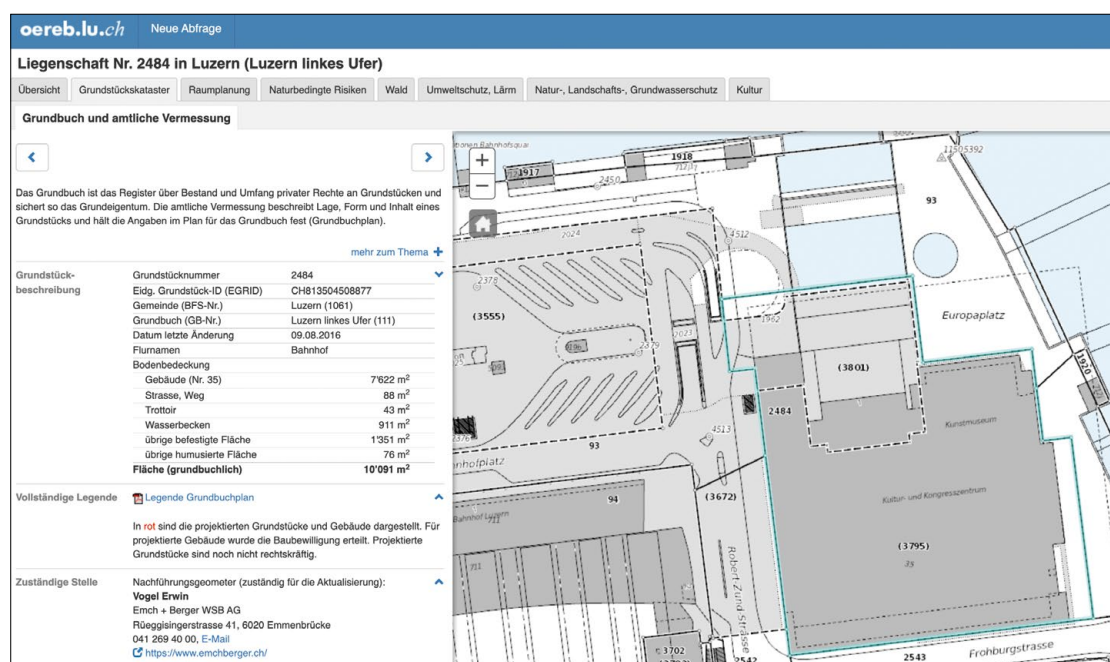 oereb.lu.ch Neue Abfrage
Liegenschaft Nr. 2484 in Luzern (Luzern linkes Ufer)
Übersicht Grundstückskataster Raumplanung Naturbedingte Risiken Wald Umweltschutz, Lärm Natur-, Landschafts-, Grundwasserschutz Kultur
Grundbuch und amtliche Vermessung
Das Grundbuch ist das Register über Bestand und Umfang privater Rechte an Grundstücken und
sichert so das Grundeigentum. Die amtliche Vermessung beschreibt Lage, Form und Inhalt eines
Grundstücks und hält die Angaben im Plan für das Grundbuch fest (Grundbuchplan).
mehr zum Thema +
Grundstück-
beschreibung
Grundstücknummer 2484
Eidg. Grundstück-ID (EGRID) CH813504508877
Gemeinde (BFS-Nr.) Luzern (1061)
Grundbuch (GB-Nr.) Luzern linkes Ufer (111)
Datum letzte Änderung 09.08.2016
Flurnamen Bahnhof
Bodenbedeckung
Gebäude (Nr. 35) 7'622 m²
Strasse, Weg 88 m²
Trottoir 43 m²
Wasserbecken 911 m²
übrige befestigte Fläche 1'351 m²
übrige humusierte Fläche 76 m²
Fläche (grundbuchlich) 10'091 m²
Vollständige Legende Legende Grundbuchplan
In rot sind die projektierten Grundstücke und Gebäude dargestellt. Für
projektierte Gebäude wurde die Baubewilligung erteilt. Projektierte
Grundstücke sind noch nicht rechtskräftig.
Zuständige Stelle Nachführungsgeometer (zuständig für die Aktualisierung):
Vogel Erwin
Emch + Berger WSB AG
Rüeggisingerstrasse 41, 6020 Emmenbrücke
041 269 40 00, E-Mail
https://www.emchberger.ch/
+
−
Bahnhofsquai
1917
1918
2450
11505392
93
4512
2024
2378
(3555)
2379
2023
1962
Europaplatz
(3801)
1920
2484
Kunstmuseum
2376
4513
93
nhofplatz
(3672)
94
Bahnhof Luzern
711
Kultur- und Kongresszentrum
(3795)
35
711
Robert Zünd Strasse
3702
2542
2543
Frohburgstrasse